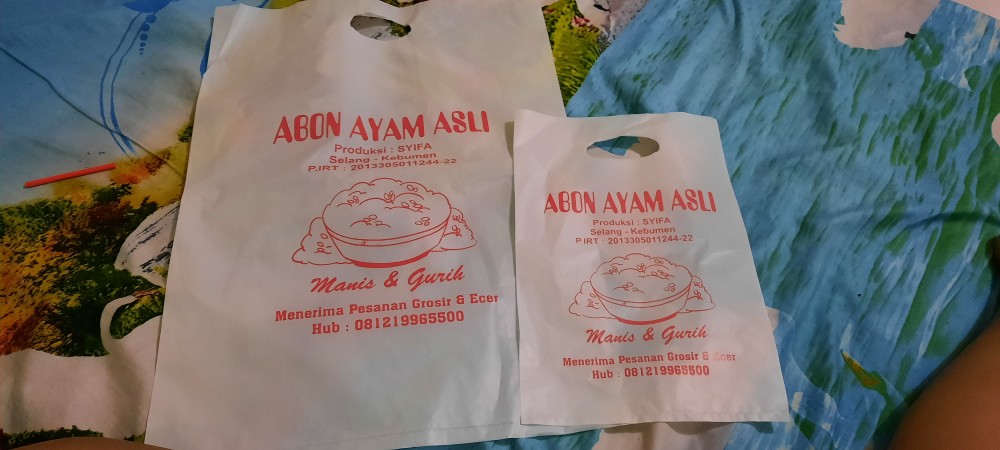 ABON AYAM ASLI
Produksi : SYIFA
Selang - Kebumen
P.IRT : 2013305011244-22
Manis & Gurih
Menerima Pesanan Grosir & Ecer
Hub : 081219965500
ABON AYAM ASLI
Produksi : SYIFA
Selang - Kebumen
P.IRT : 2013305011244-22
Manis & Gurih
Menerima Pesanan Grosir & Ecer
Hub : 081219965500